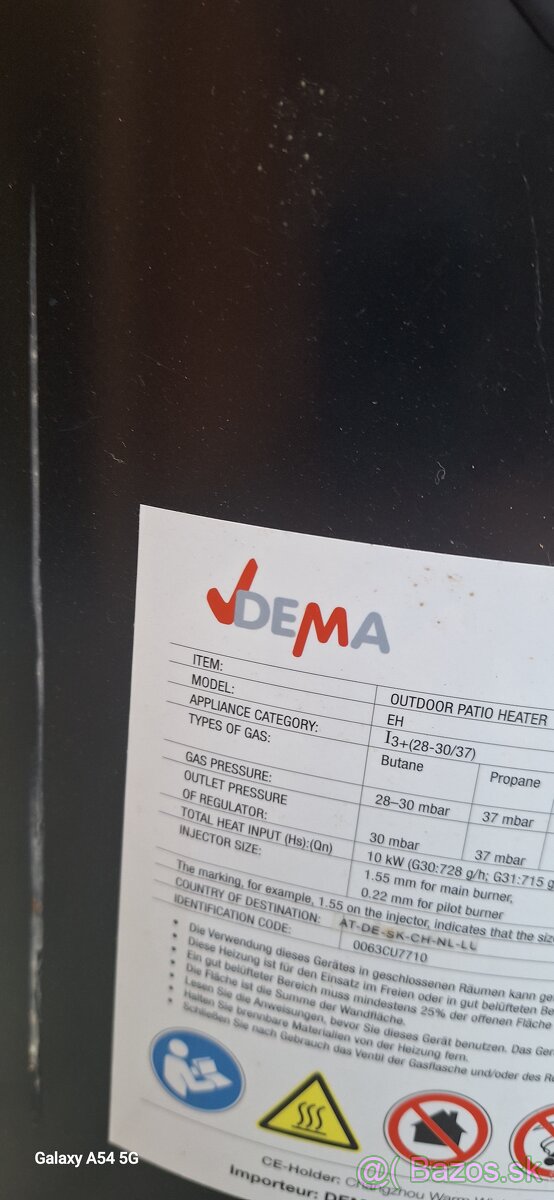 DEMA
ITEM: OUTDOOR PATIO HEATER
MODEL: EH
APPLIANCE CATEGORY: I3+(28-30/37)
TYPES OF GAS: Butane Propane
GAS PRESSURE: 28–30 mbar 37 mbar
OUTLET PRESSURE
OF REGULATOR: 30 mbar 37 mbar
TOTAL HEAT INPUT (Hs):(Qn) 10 kW (G30:728 g/h; G31:715 g
INJECTOR SIZE: 1.55 mm for main burner,
0.22 mm for pilot burner
The marking, for example, 1.55 on the injector, indicates that the size
COUNTRY OF DESTINATION: AT-DE-SK-CH-NL-LU
IDENTIFICATION CODE: 0063CU7710
• Die Verwendung dieses Gerätes in geschlossenen Räumen kann
• Diese Heizung ist für den Einsatz im Freien oder in gut belüfteten
• Ein gut belüfteter Bereich muss mindestens 25% der offenen Fläche
• Die Fläche ist die Summe der Wandfläche.
• Lesen Sie die Anweisungen, bevor Sie dieses Gerät benutzen. Das
• Halten Sie brennbare Materialien von der Heizung fern.
• Schließen Sie nach Gebrauch das Ventil der Gasflasche und/oder des
CE-Holder: Changzhou
Importeur: DEMA
Galaxy A54 5G
@( Bazos.sk